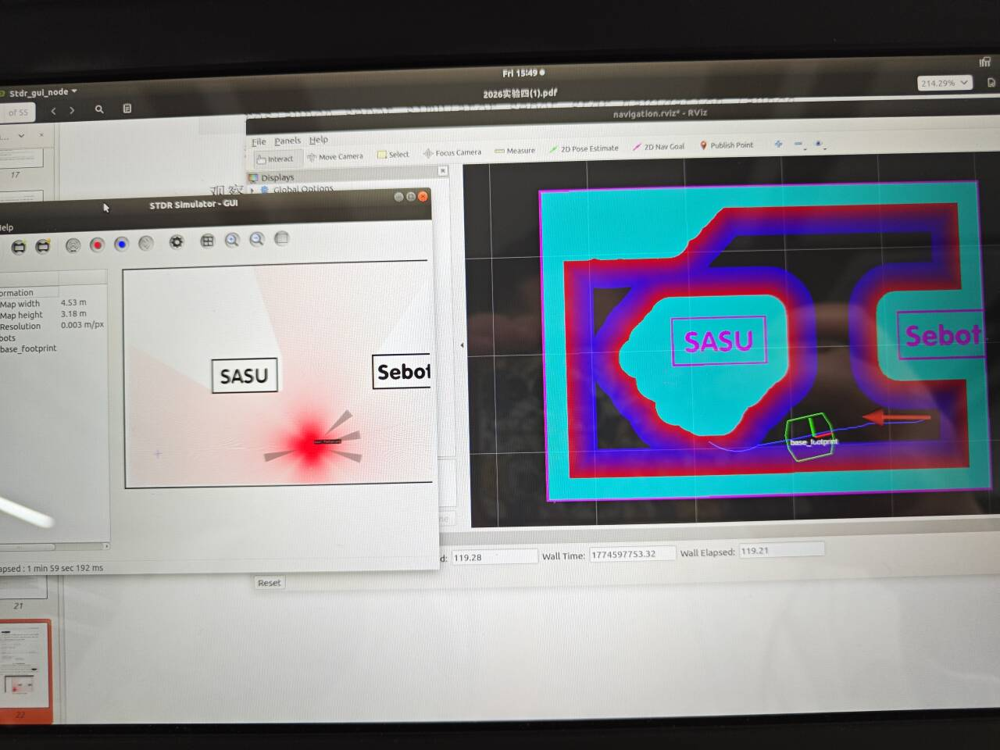 Fri 15:49
Stdr_gui_node
2026实验四(1).pdf
214.29%
of 55
navigation.rviz* - RViz
File Panels Help
Interact Move Camera Select Focus Camera Measure 2D Pose Estimate 2D Nav Goal Publish Point
Displays
Global Options
17
观察
STDR Simulator - GUI
Help
ormation
Map width 4.53 m
Map height 3.18 m
Resolution 0.003 m/px
bots
base_footprint
SASU
Sebot
SASU
Sebot
base_footprint
apsed : 1 min 59 sec 192 ms
d: 119.28 Wall Time: 1774597753.32 Wall Elapsed: 119.21
Reset
21
22